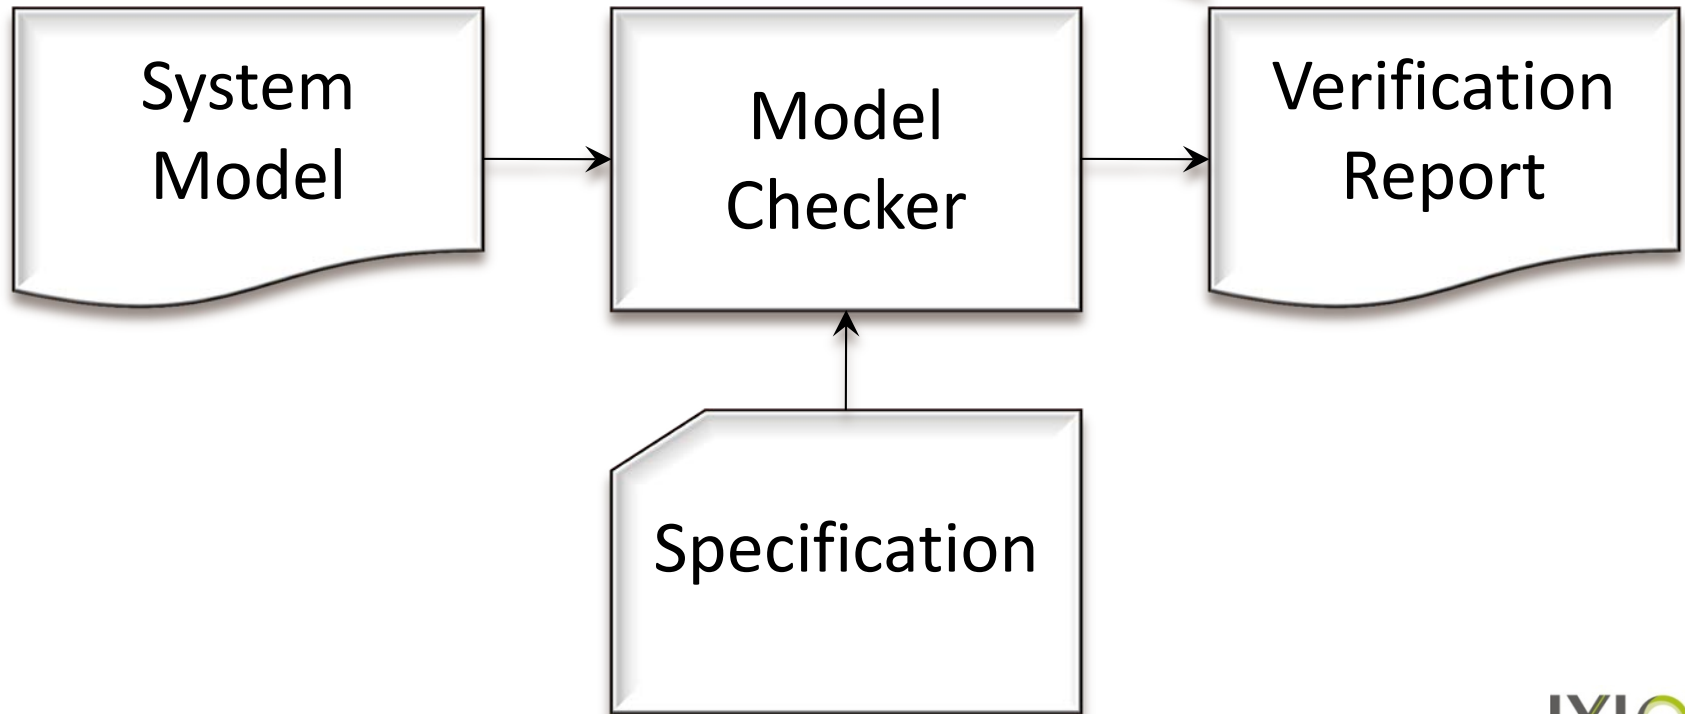 System
Model
Model
Checker
Verification
Report
Specification